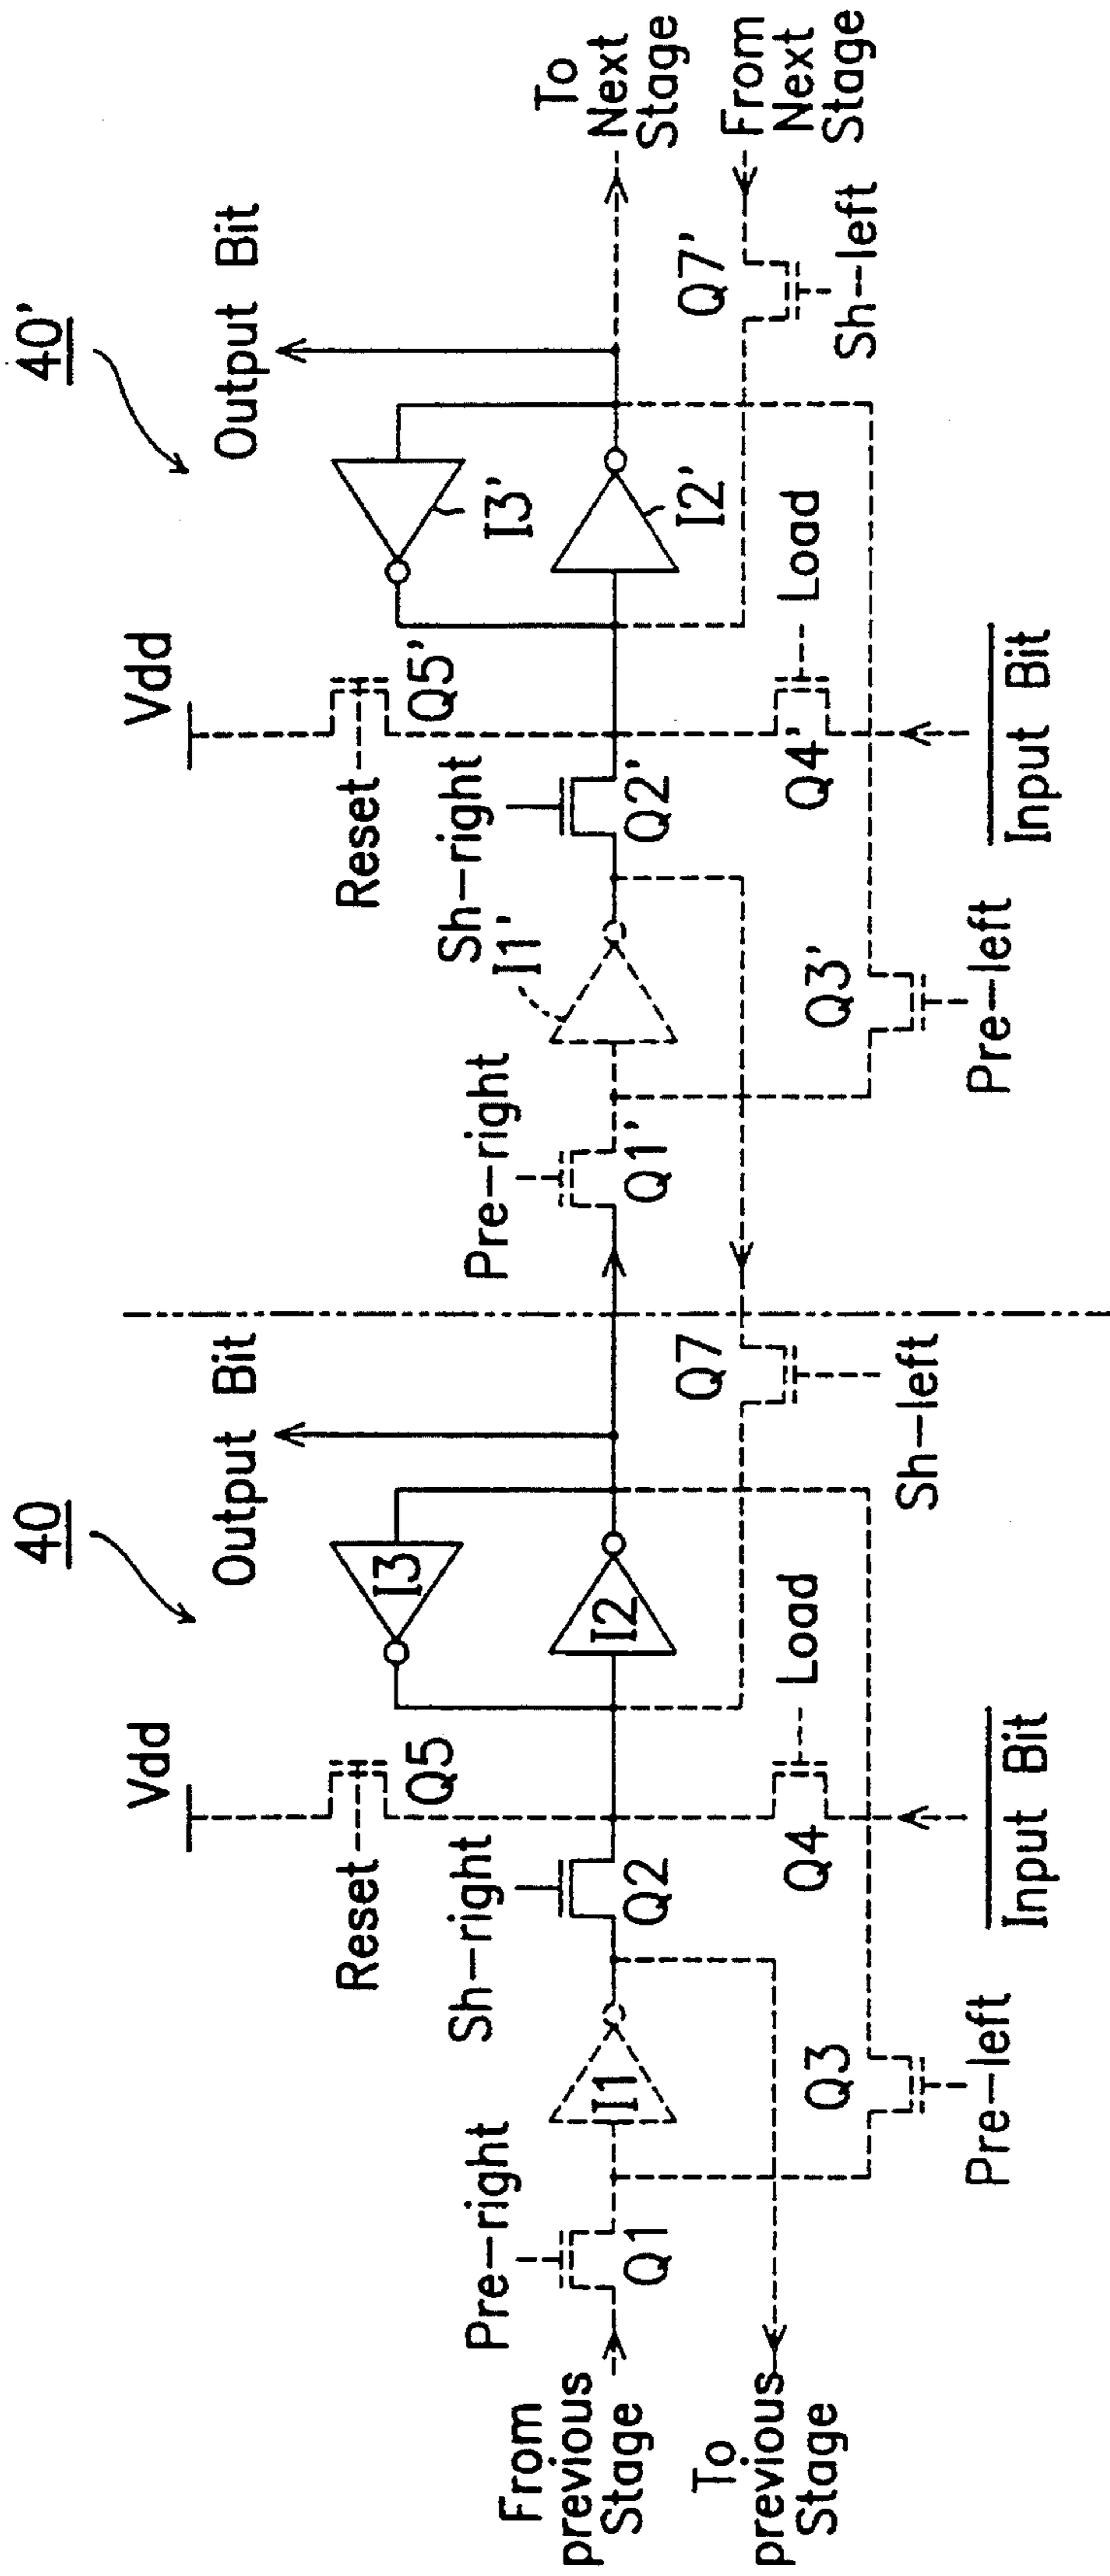 40
Output Bit
Vdd
Reset
Q5
Sh-right
Q2
Pre-right
Q1
I1
I3
I2
From
previous
Stage
To
previous
Stage
Q3
Pre-left
Q4
Load
Input Bit
Q7
Sh-left
40'
Output Bit
Vdd
Reset
Q5'
Sh-right
I1'
Q2'
Pre-right
Q1'
I3'
I2'
To
Next
Stage
From
Next
Stage
Q7'
Sh-left
Q3'
Pre-left
Q4'
Load
Input Bit